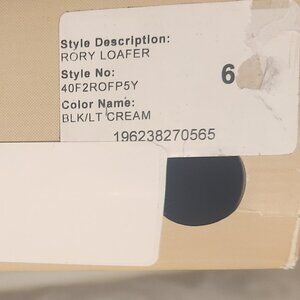 Style Description:
RORY LOAFER
Style No:
40F2ROFP5Y
Color Name:
BLK/LT CREAM
6
196238270565